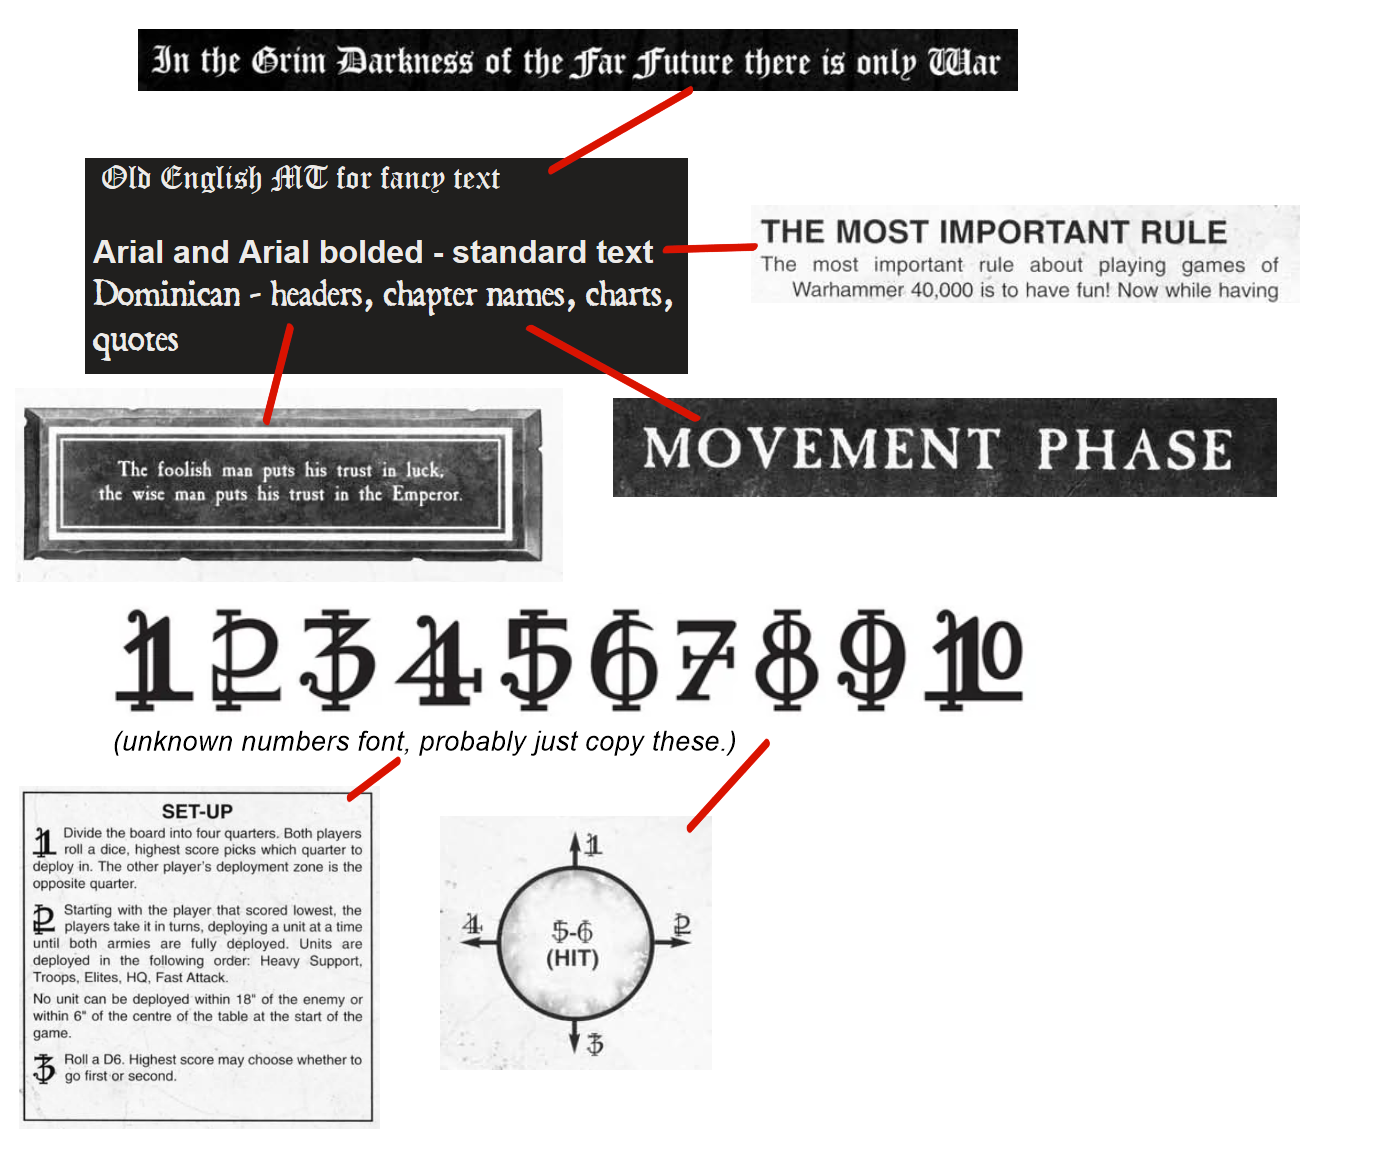 In the Grim Darkness of the Far Future there is only War
Old English MT for fancy text
Arial and Arial bolded - standard text
Dominican - headers, chapter names, charts,
quotes
THE MOST IMPORTANT RULE
The most important rule about playing games of
Warhammer 40,000 is to have fun! Now while having
The foolish man puts his trust in luck,
the wise man puts his trust in the Emperor.
MOVEMENT PHASE
1 2 3 4 5 6 7 8 9 10
(unknown numbers font, probably just copy these.)
SET-UP
1 Divide the board into four quarters. Both players
roll a dice, highest score picks which quarter to
deploy in. The other player's deployment zone is the
opposite quarter.
2 Starting with the player that scored lowest, the
players take it in turns, deploying a unit at a time
until both armies are fully deployed. Units are
deployed in the following order: Heavy Support,
Troops, Elites, HQ, Fast Attack.
No unit can be deployed within 18" of the enemy or
within 6" of the centre of the table at the start of the
game.
3 Roll a D6. Highest score may choose whether to
go first or second.
1
4
5-6
(HIT)
2
3